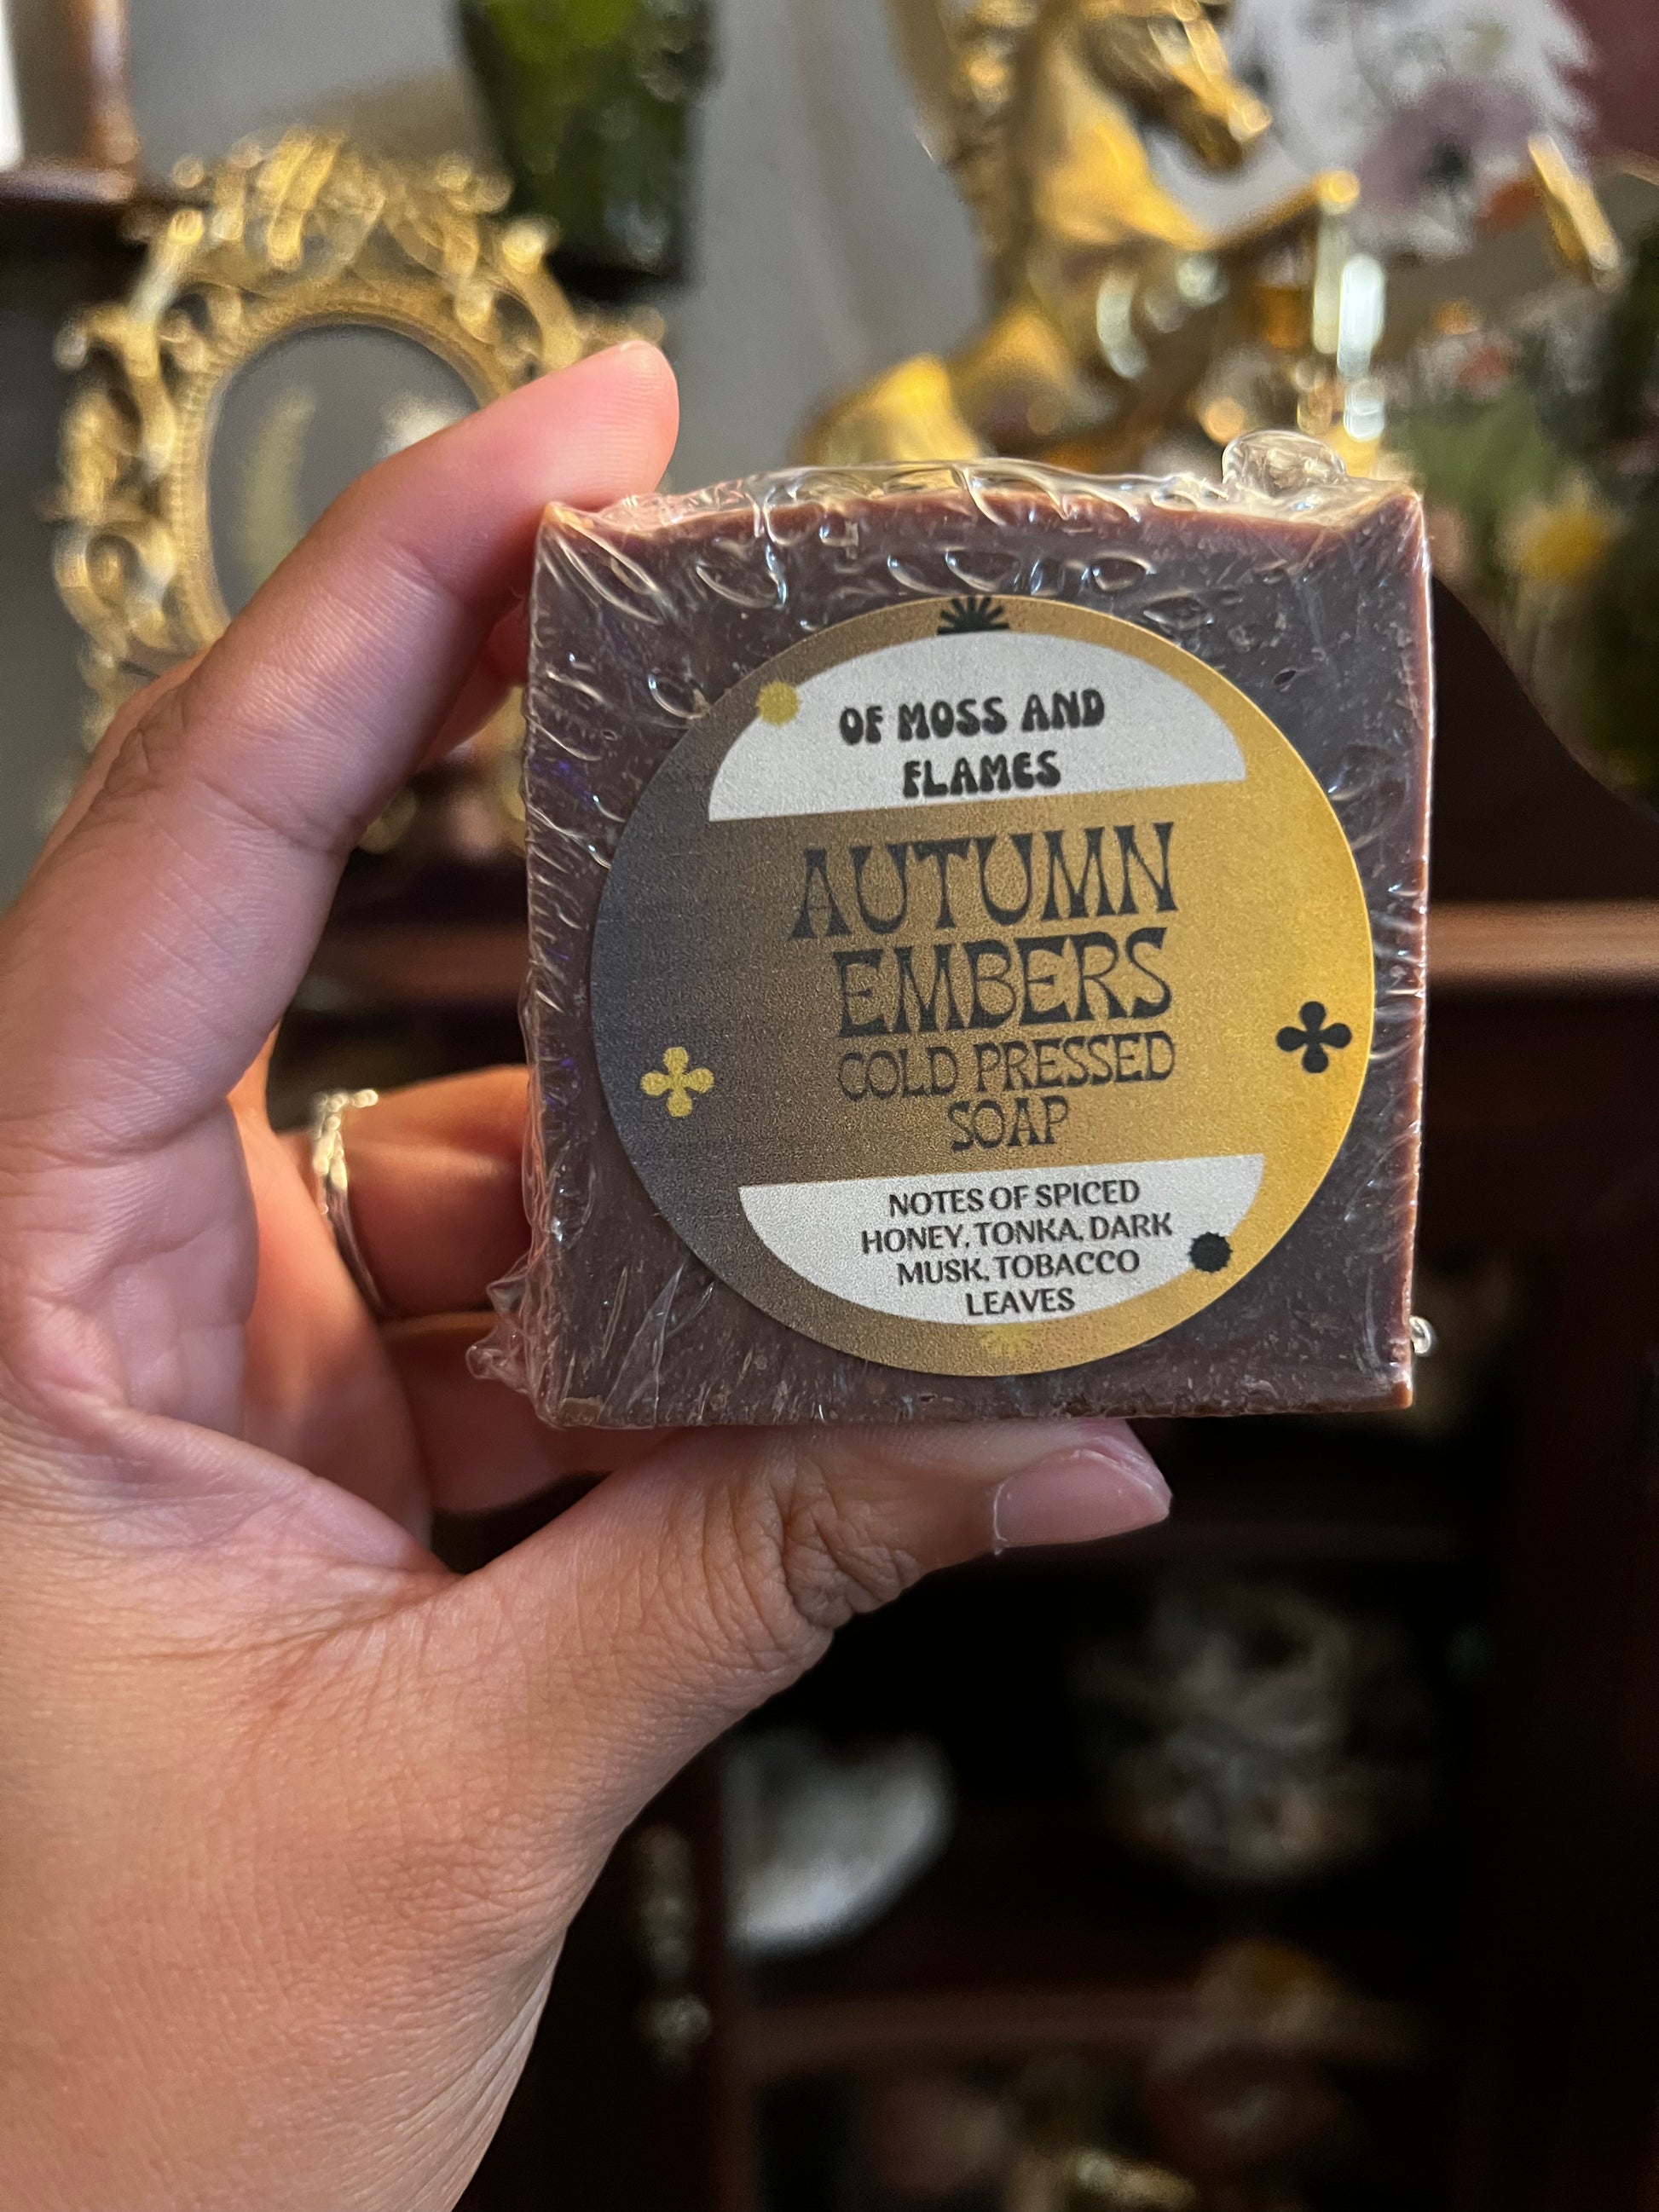 OF MOSS AND
FLAMES
AUTUMN
EMBERS
COLD PRESSED
SOAP
NOTES OF SPICED
HONEY, TONKA, DARK
MUSK, TOBACCO
LEAVES